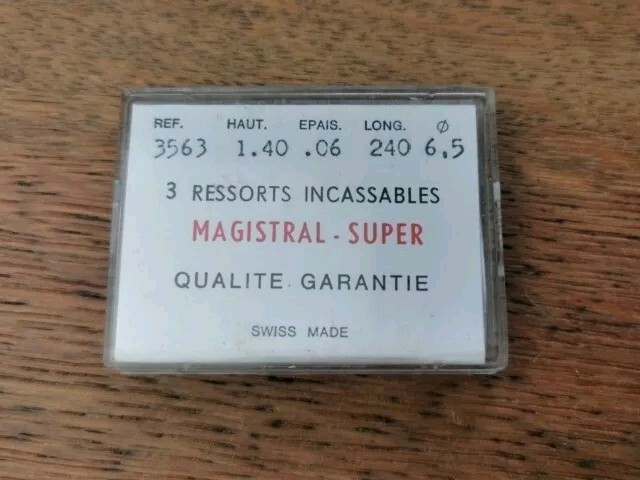 REF. HAUT. EPAIS. LONG. ∅
3563 1.40 .06 240 6.5
3 RESSORTS INCASSABLES
MAGISTRAL - SUPER
QUALITE GARANTIE
SWISS MADE